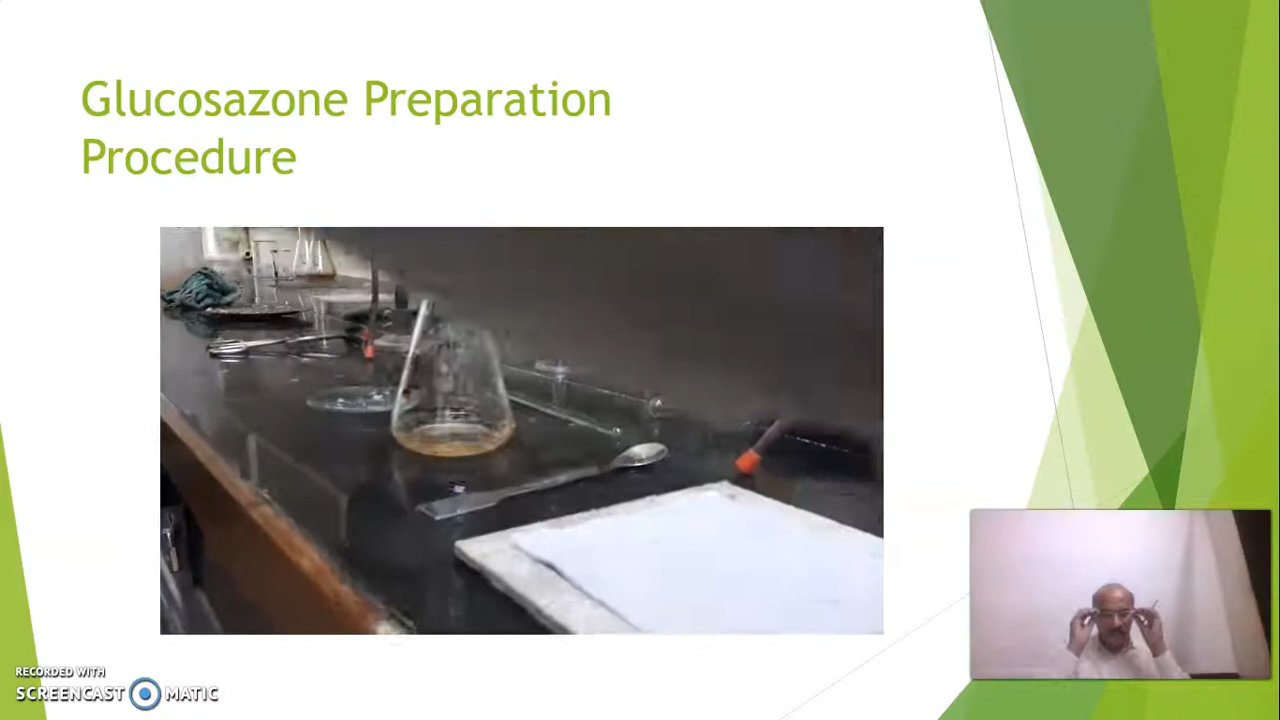 Glucosazone Preparation
Procedure
RECORDED WITH
SCREENCAST MATIC